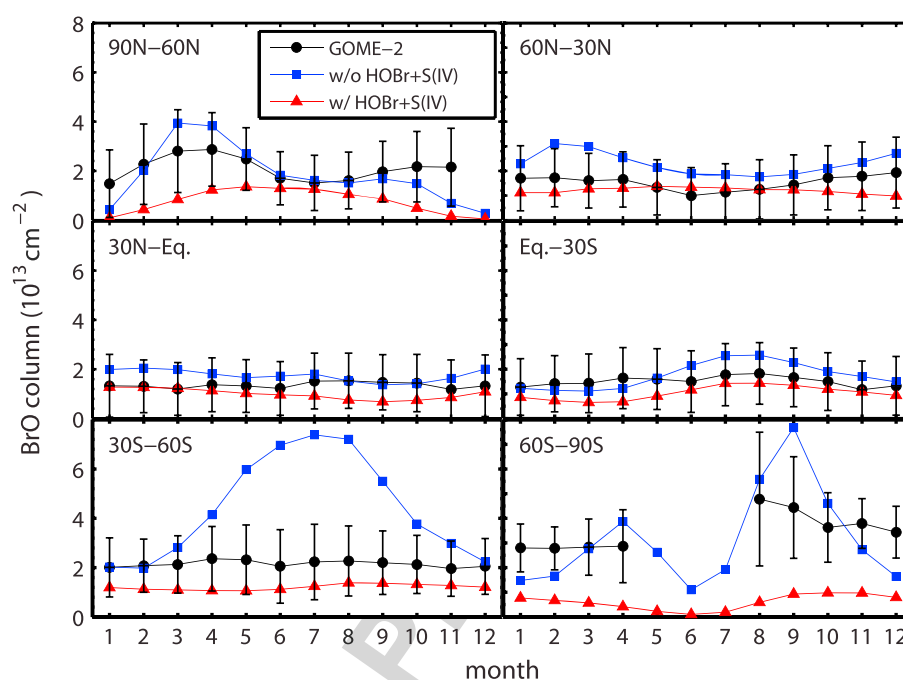 90N−60N
GOME−2
w/o HOBr+S(IV)
w/ HOBr+S(IV)
60N−30N
30N−Eq.
Eq.−30S
30S−60S
60S−90S
8
6
4
2
0
6
4
2
0
6
4
2
0
BrO column (10¹³ cm⁻²)
1 2 3 4 5 6 7 8 9 10 11 12
1 2 3 4 5 6 7 8 9 10 11 12
month
P